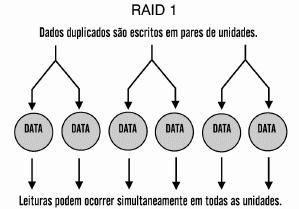 RAID 1
Dados duplicados são escritos em pares de unidades.
DATA DATA DATA DATA DATA DATA
Leituras podem ocorrer simultaneamente em todas as unidades.